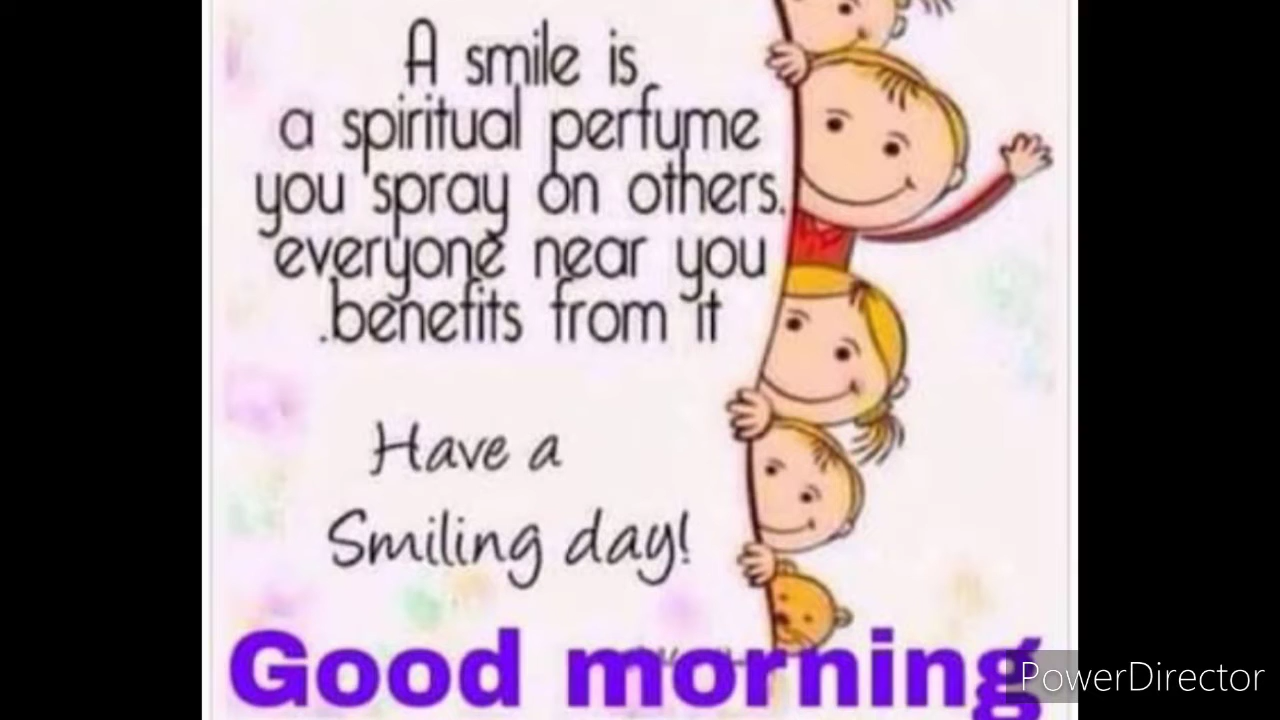 A smile is
a spiritual perfume
you spray on others.
everyone near you
.benefits from it
Have a
Smiling day!
Good morning
PowerDirector